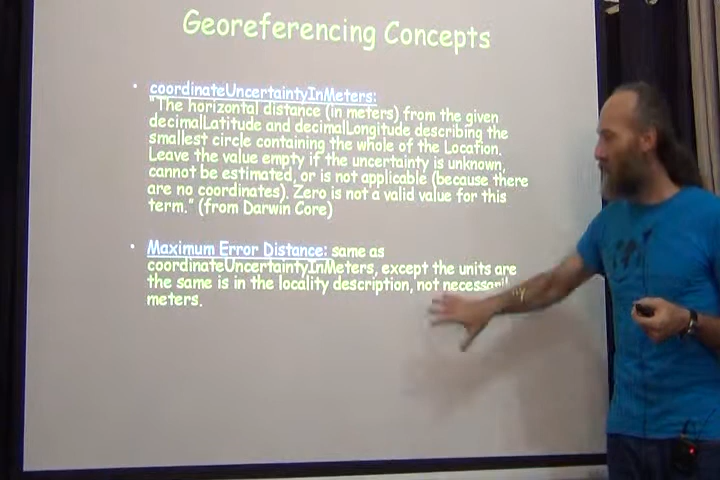 Georeferencing Concepts
• coordinateUncertaintyInMeters:
"The horizontal distance (in meters) from the given
decimalLatitude and decimalLongitude describing the
smallest circle containing the whole of the Location.
Leave the value empty if the uncertainty is unknown,
cannot be estimated, or is not applicable (because there
are no coordinates). Zero is not a valid value for this
term." (from Darwin Core)
• Maximum Error Distance: same as
coordinateUncertaintyInMeters, except the units are
the same is in the locality description, not necessaril
meters.